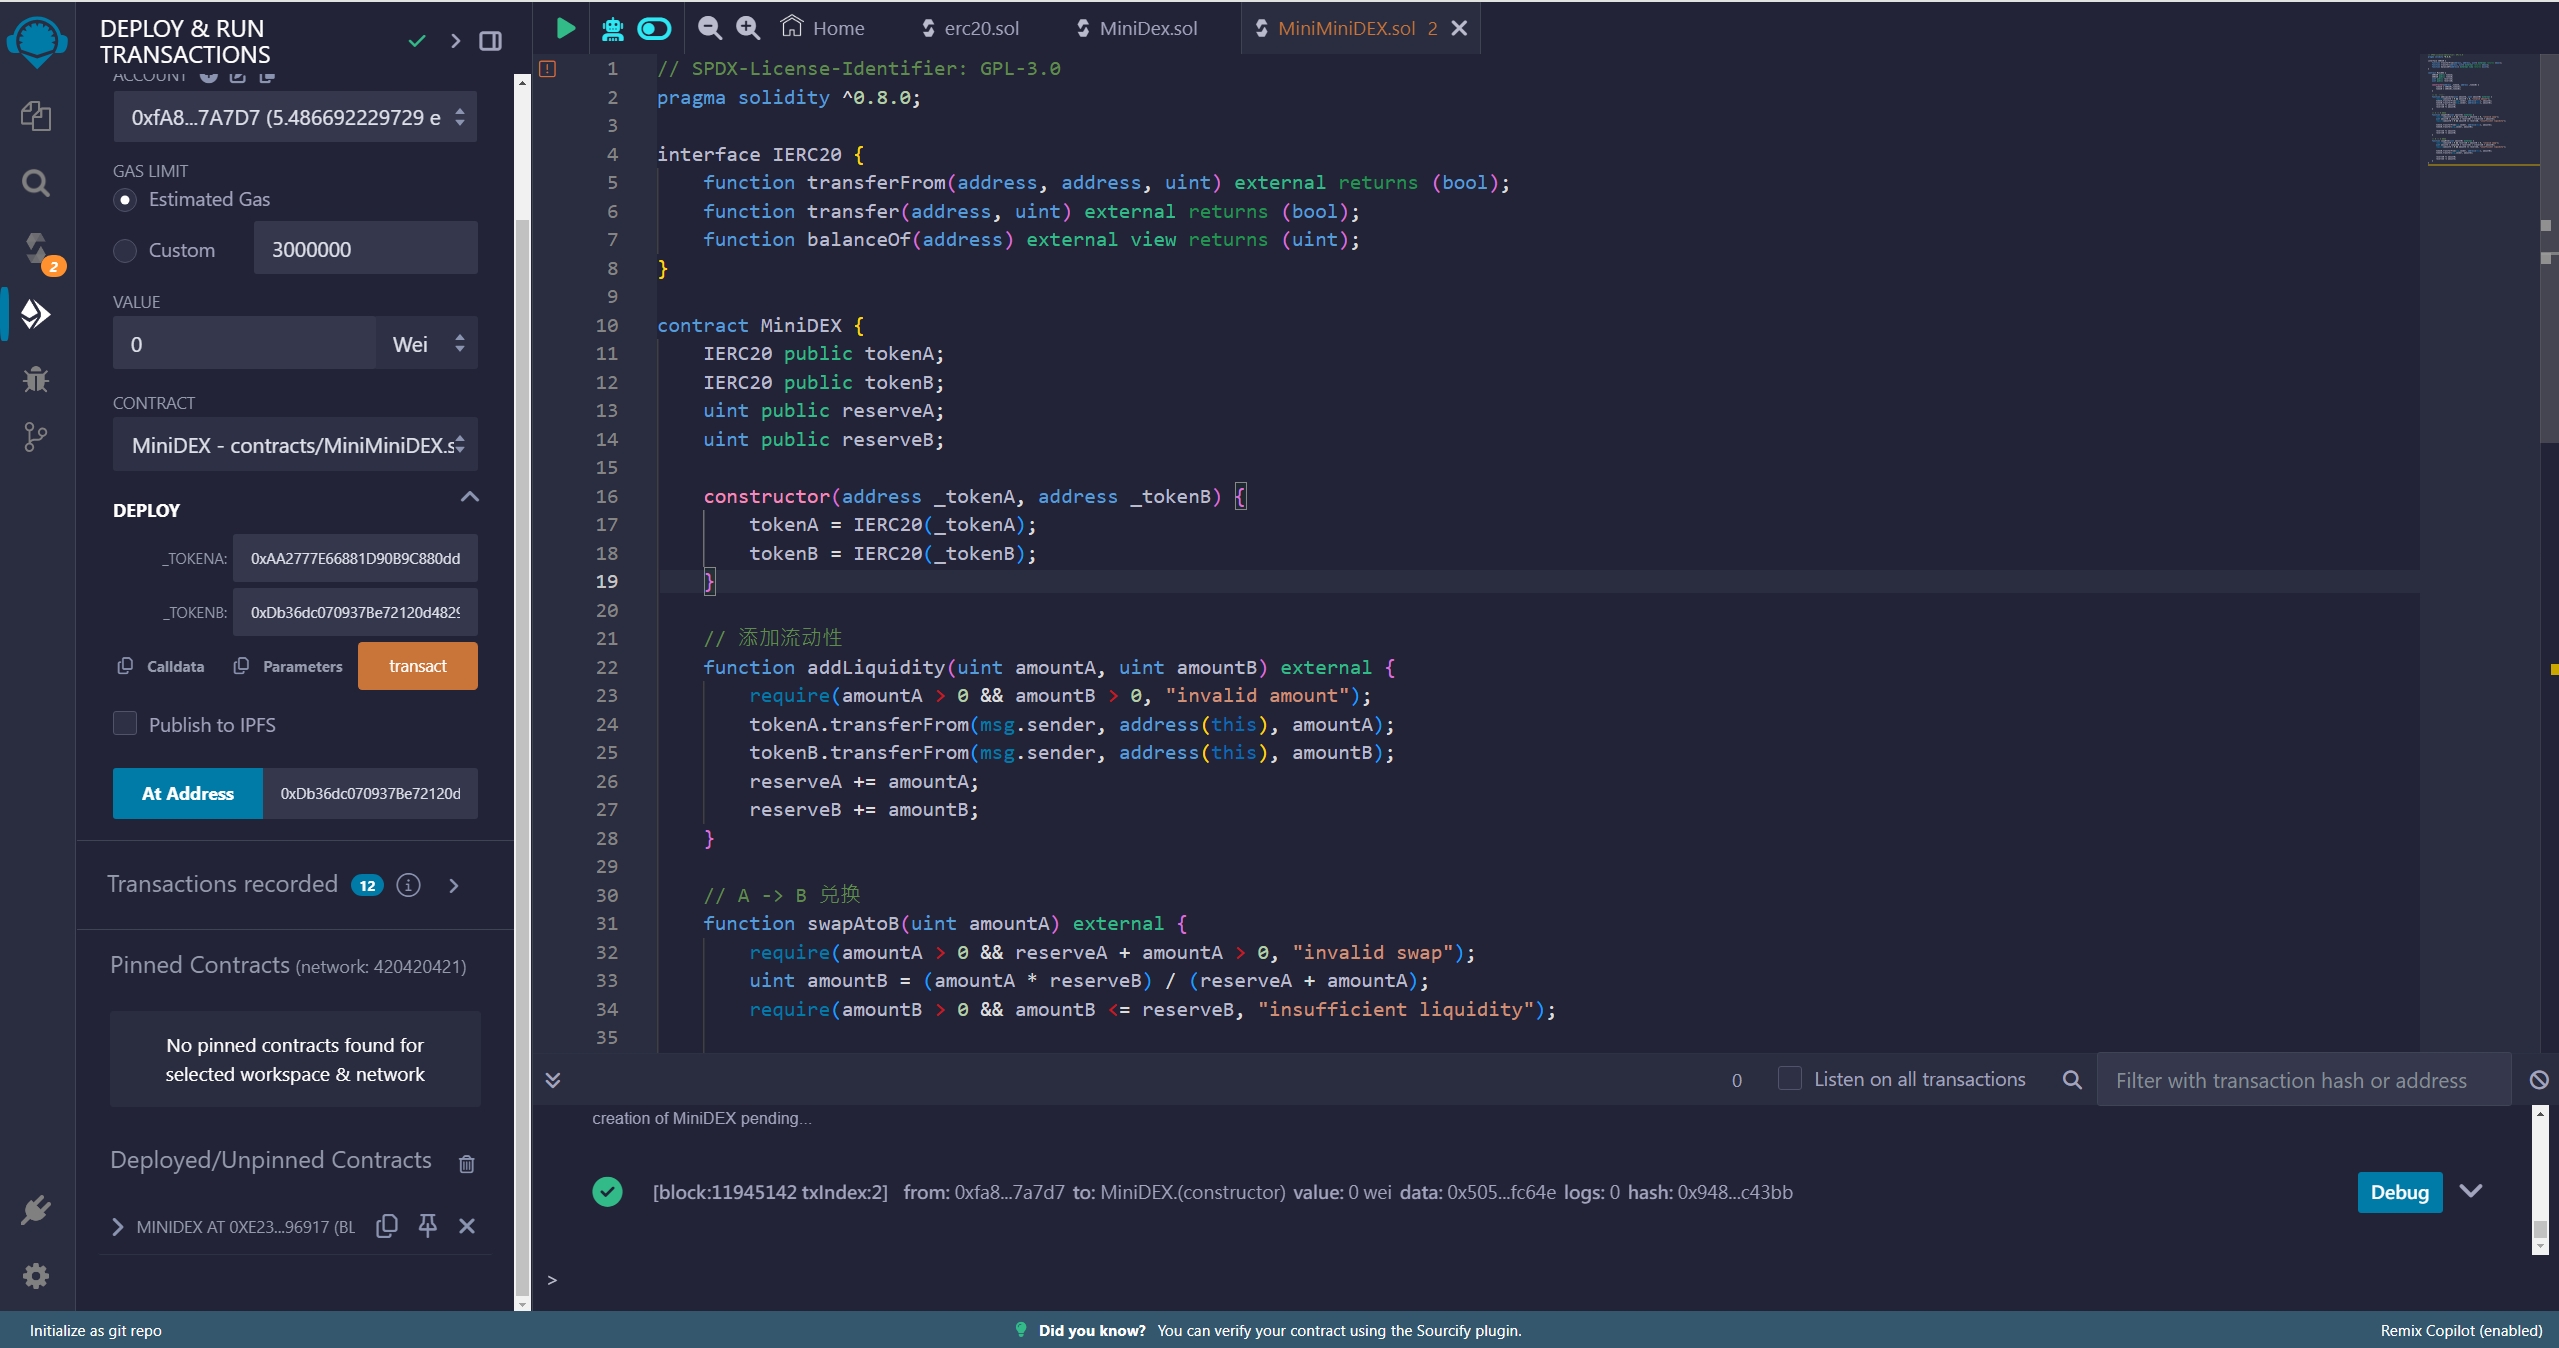 DEPLOY & RUN
TRANSACTIONS
ACCOUNT
0xfA8...7A7D7 (5.486692229729 e
GAS LIMIT
Estimated Gas
Custom
3000000
VALUE
0
Wei
CONTRACT
MiniDEX - contracts/MiniMiniDEX.s
DEPLOY
_TOKENA:
0xAA2777E66881D90B9C880dd
_TOKENB:
0xDb36dc070937Be72120d4829
Calldata
Parameters
transact
Publish to IPFS
At Address
0xDb36dc070937Be72120d
Transactions recorded 12
Pinned Contracts (network: 420420421)
No pinned contracts found for
selected workspace & network
Deployed/Unpinned Contracts
MINIDEX AT 0XE23...96917 (BL
2
Home
erc20.sol
MiniDex.sol
MiniMiniDEX.sol 2
1 // SPDX-License-Identifier: GPL-3.0
2 pragma solidity ^0.8.0;
3
4 interface IERC20 {
5     function transferFrom(address, address, uint) external returns (bool);
6     function transfer(address, uint) external returns (bool);
7     function balanceOf(address) external view returns (uint);
8 }
9
10 contract MiniDEX {
11     IERC20 public tokenA;
12     IERC20 public tokenB;
13     uint public reserveA;
14     uint public reserveB;
15
16     constructor(address _tokenA, address _tokenB) {
17         tokenA = IERC20(_tokenA);
18         tokenB = IERC20(_tokenB);
19     }
20
21     // 添加流动性
22     function addLiquidity(uint amountA, uint amountB) external {
23         require(amountA > 0 && amountB > 0, "invalid amount");
24         tokenA.transferFrom(msg.sender, address(this), amountA);
25         tokenB.transferFrom(msg.sender, address(this), amountB);
26         reserveA += amountA;
27         reserveB += amountB;
28     }
29
30     // A -> B 兑换
31     function swapAtoB(uint amountA) external {
32         require(amountA > 0 && reserveA + amountA > 0, "invalid swap");
33         uint amountB = (amountA * reserveB) / (reserveA + amountA);
34         require(amountB > 0 && amountB <= reserveB, "insufficient liquidity");
35
0
Listen on all transactions
Filter with transaction hash or address
creation of MiniDEX pending...
[block:11945142 txIndex:2] from: 0xfa8...7a7d7 to: MiniDEX.(constructor) value: 0 wei data: 0x505...fc64e logs: 0 hash: 0x948...c43bb
Debug
>
Initialize as git repo
Did you know? You can verify your contract using the Sourcify plugin.
Remix Copilot (enabled)